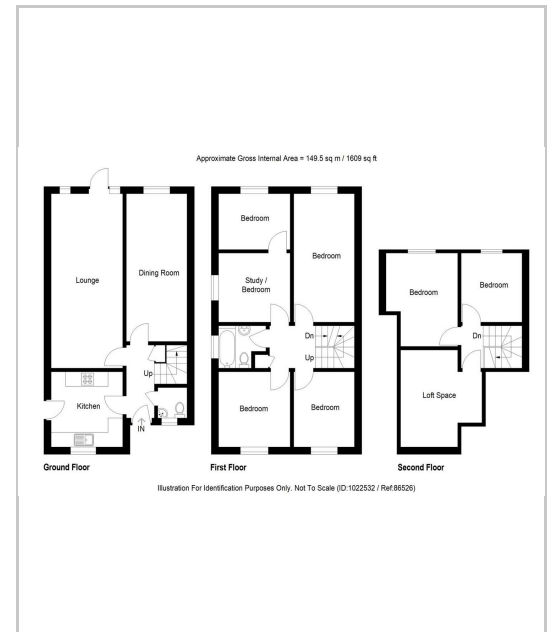 Approximate Gross Internal Area = 149.5 sq m / 1609 sq ft
Lounge
Dining Room
Up
Kitchen
IN
Ground Floor
Bedroom
Bedroom
Study /
Bedroom
Dn
Up
Bedroom
Bedroom
First Floor
Bedroom
Bedroom
Dn
Loft Space
Second Floor
Illustration For Identification Purposes Only. Not To Scale (ID:1022532 / Ref:86526)